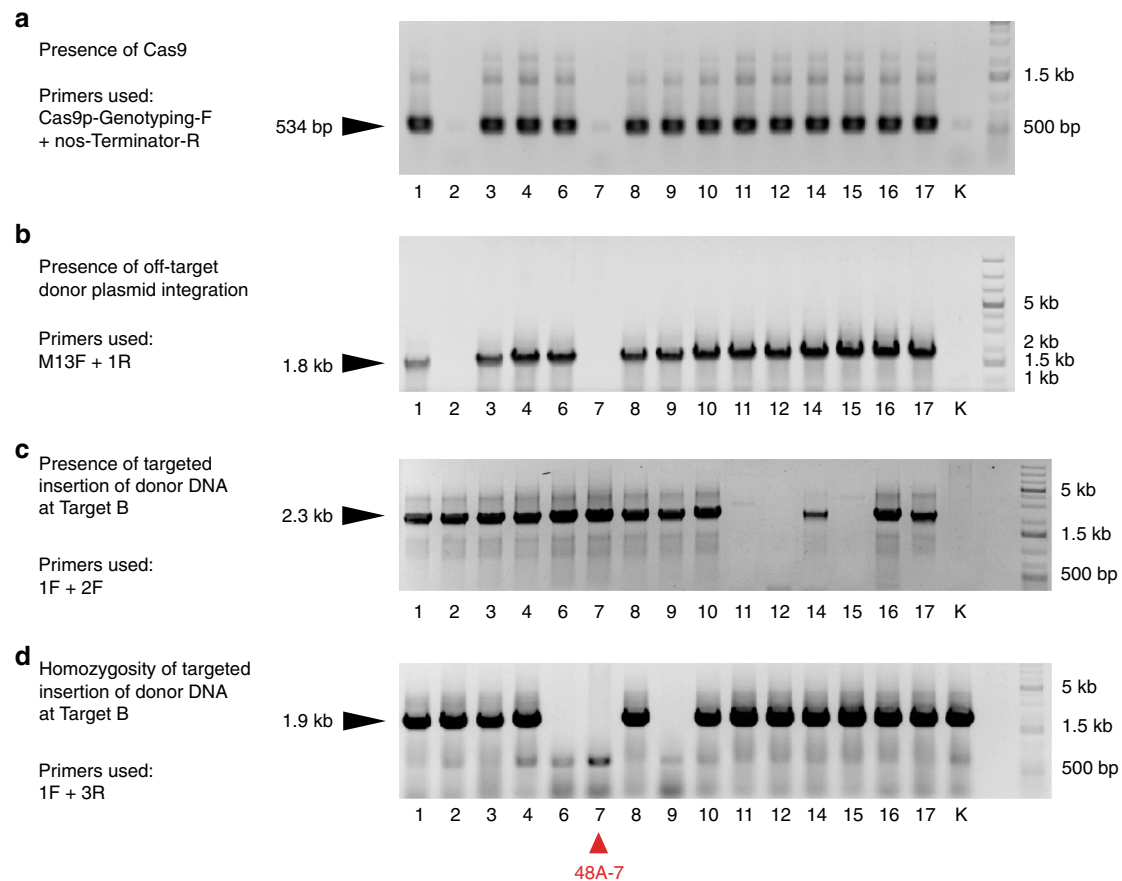 a
Presence of Cas9
Primers used:
Cas9p-Genotyping-F
+ nos-Terminator-R
534 bp
1.5 kb
500 bp
1 2 3 4 6 7 8 9 10 11 12 14 15 16 17 K
b
Presence of off-target
donor plasmid integration
Primers used:
M13F + 1R
1.8 kb
5 kb
2 kb
1.5 kb
1 kb
1 2 3 4 6 7 8 9 10 11 12 14 15 16 17 K
c
Presence of targeted
insertion of donor DNA
at Target B
Primers used:
1F + 2F
2.3 kb
5 kb
1.5 kb
500 bp
1 2 3 4 6 7 8 9 10 11 12 14 15 16 17 K
d
Homozygosity of targeted
insertion of donor DNA
at Target B
Primers used:
1F + 3R
1.9 kb
5 kb
1.5 kb
500 bp
1 2 3 4 6 7 8 9 10 11 12 14 15 16 17 K
48A-7